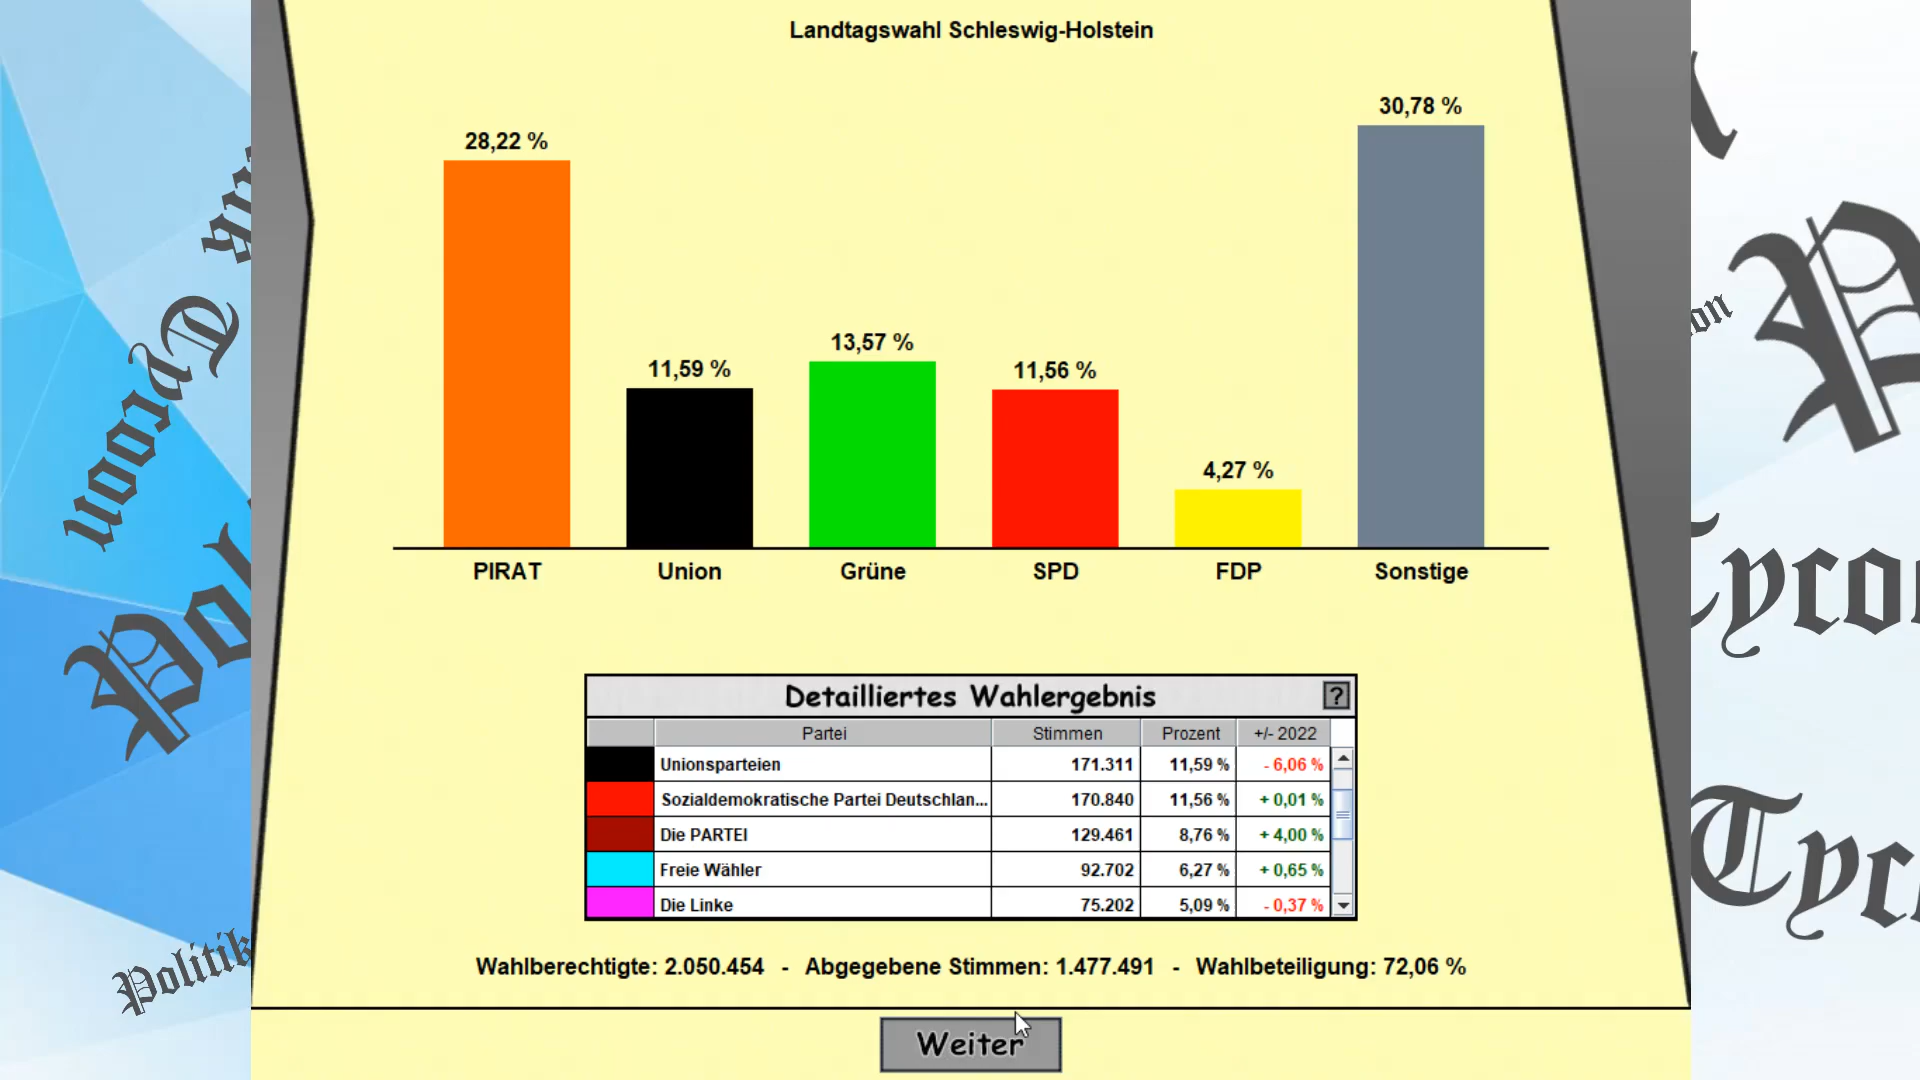 Landtagswahl Schleswig-Holstein
30,78 %
28,22 %
13,57 %
11,59 %
11,56 %
4,27 %
PIRAT Union Grüne SPD FDP Sonstige
Detailliertes Wahlergebnis ?
Partei Stimmen Prozent +/- 2022
Unionsparteien 171.311 11,59 % - 6,06 %
Sozialdemokratische Partei Deutschlan... 170.840 11,56 % + 0,01 %
Die PARTEI 129.461 8,76 % + 4,00 %
Freie Wähler 92.702 6,27 % + 0,65 %
Die Linke 75.202 5,09 % - 0,37 %
Wahlberechtigte: 2.050.454 - Abgegebene Stimmen: 1.477.491 - Wahlbeteiligung: 72,06 %
Weiter
Tycoon
Politik